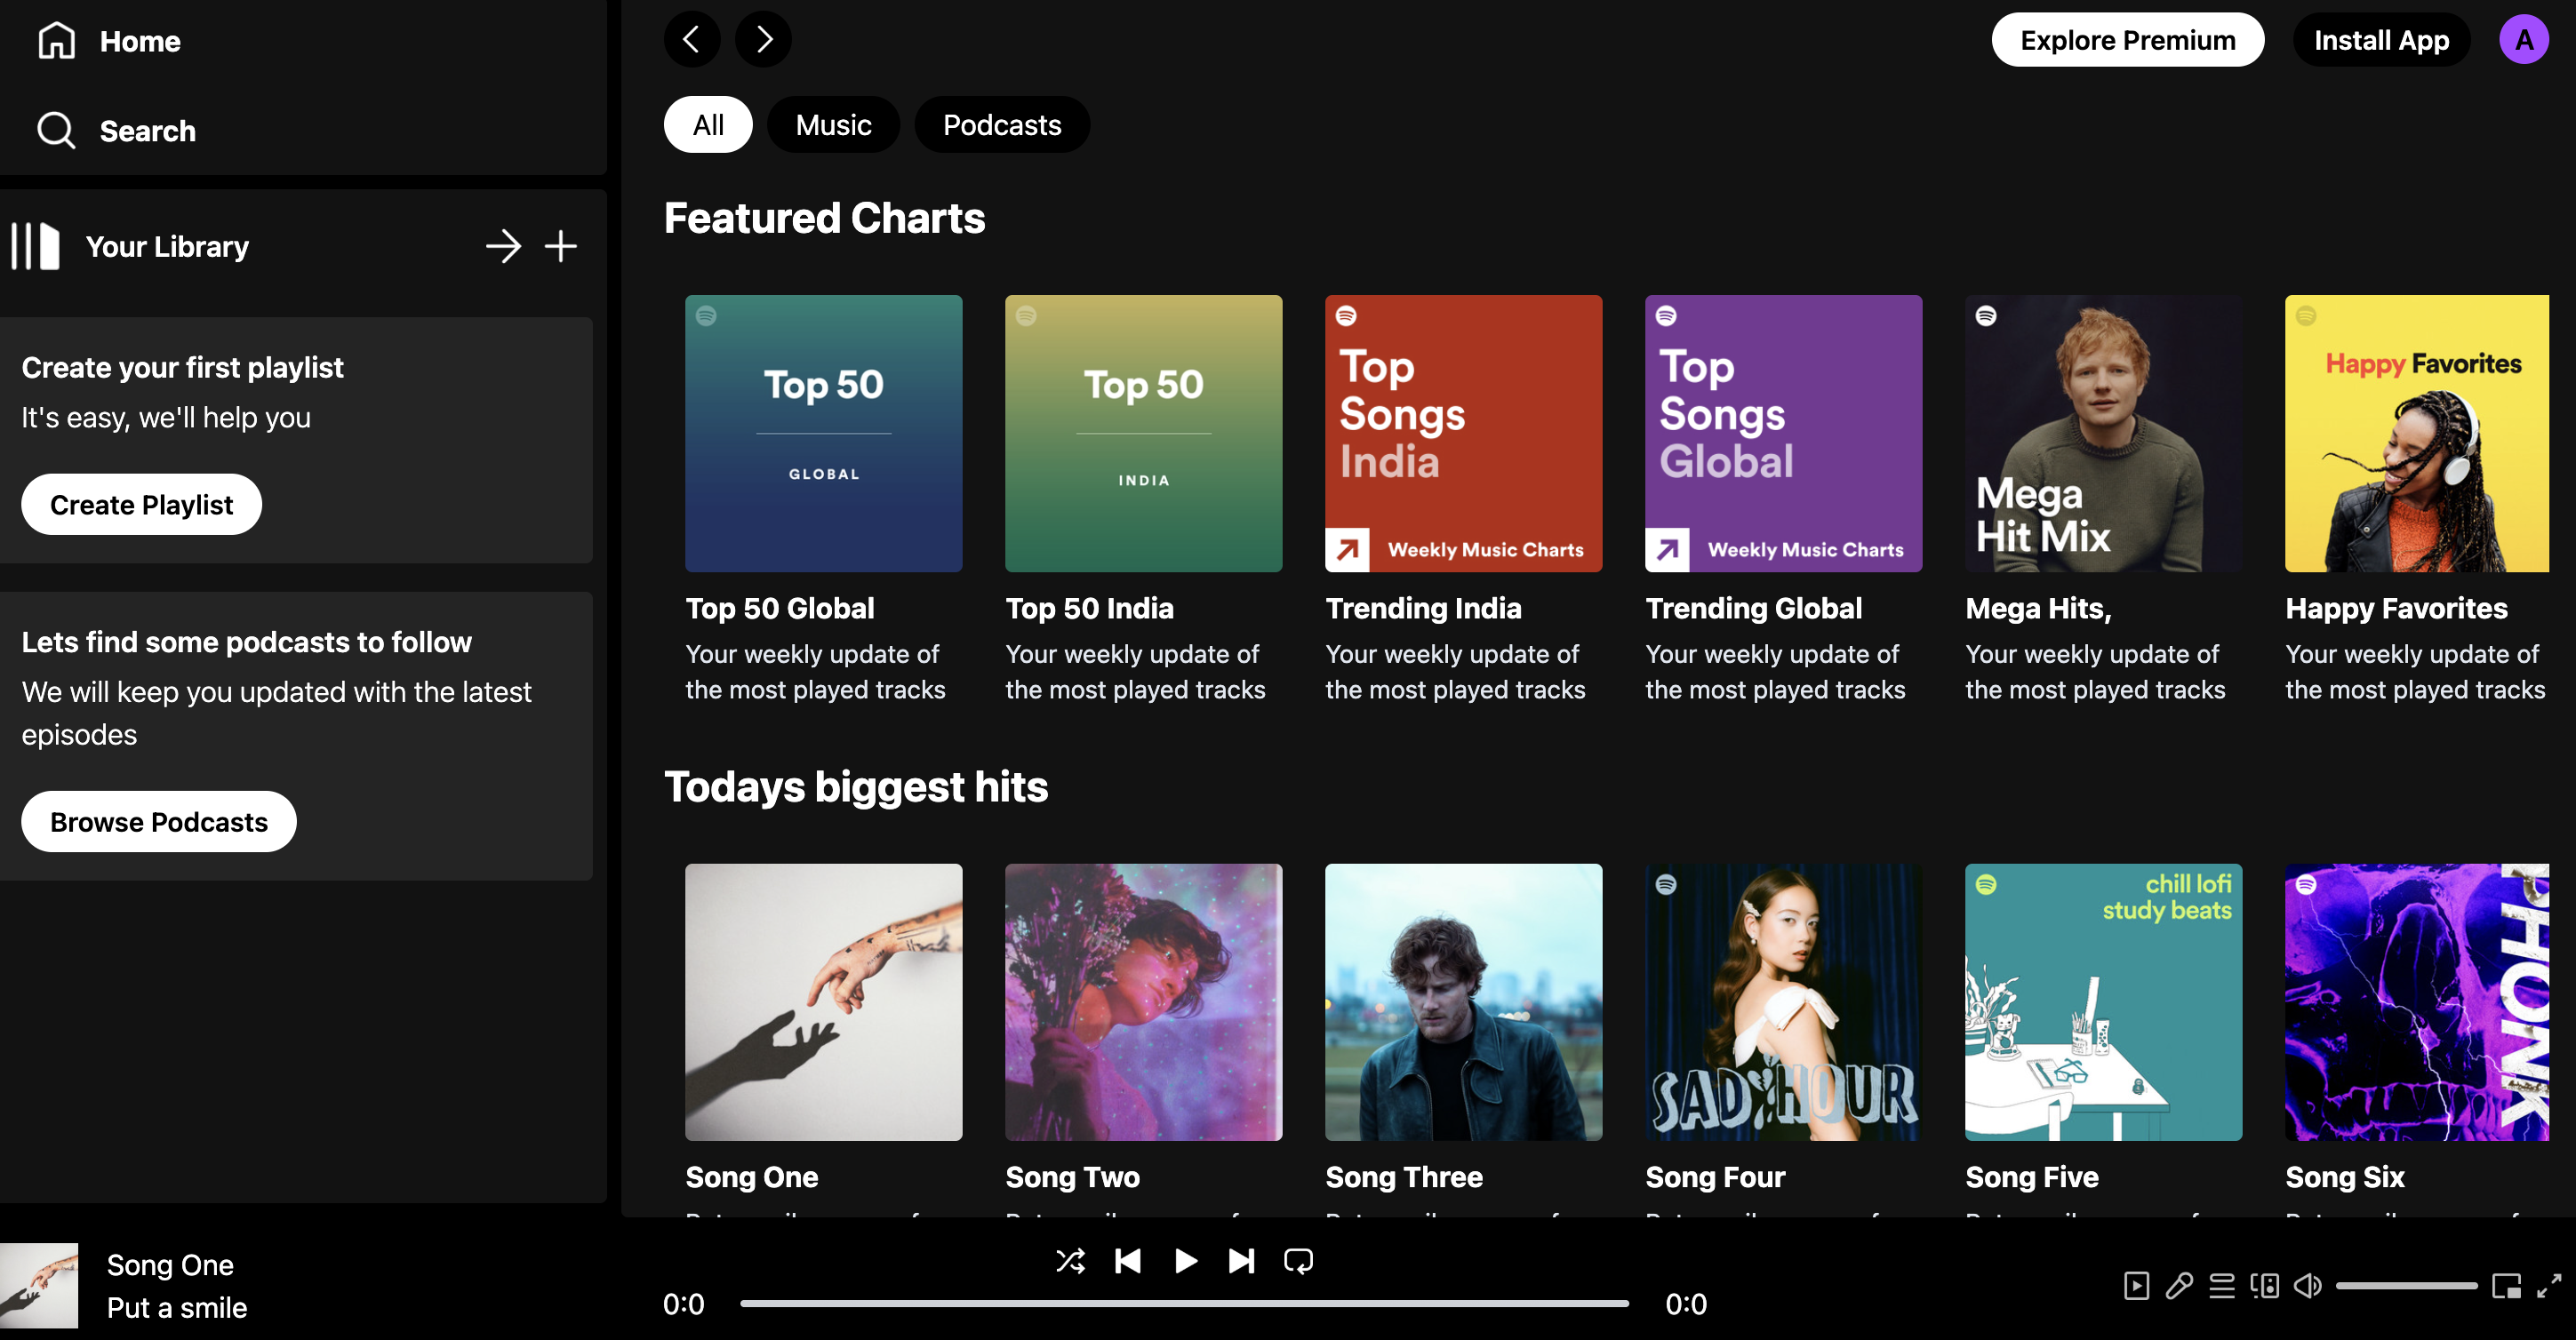 Home
Search
Your Library
Create your first playlist
It's easy, we'll help you
Create Playlist
Lets find some podcasts to follow
We will keep you updated with the latest
episodes
Browse Podcasts
Explore Premium
Install App
A
All
Music
Podcasts
Featured Charts
Top 50
GLOBAL
Top 50 Global
Your weekly update of
the most played tracks
Top 50
INDIA
Top 50 India
Your weekly update of
the most played tracks
Top
Songs
India
Weekly Music Charts
Trending India
Your weekly update of
the most played tracks
Top
Songs
Global
Weekly Music Charts
Trending Global
Your weekly update of
the most played tracks
Mega
Hit Mix
Mega Hits,
Your weekly update of
the most played tracks
Happy Favorites
Happy Favorites
Your weekly update of
the most played tracks
Todays biggest hits
Song One
Song Two
Song Three
SAD HOUR
Song Four
chill lofi
study beats
Song Five
PHONK
Song Six
Song One
Put a smile
0:0
0:0